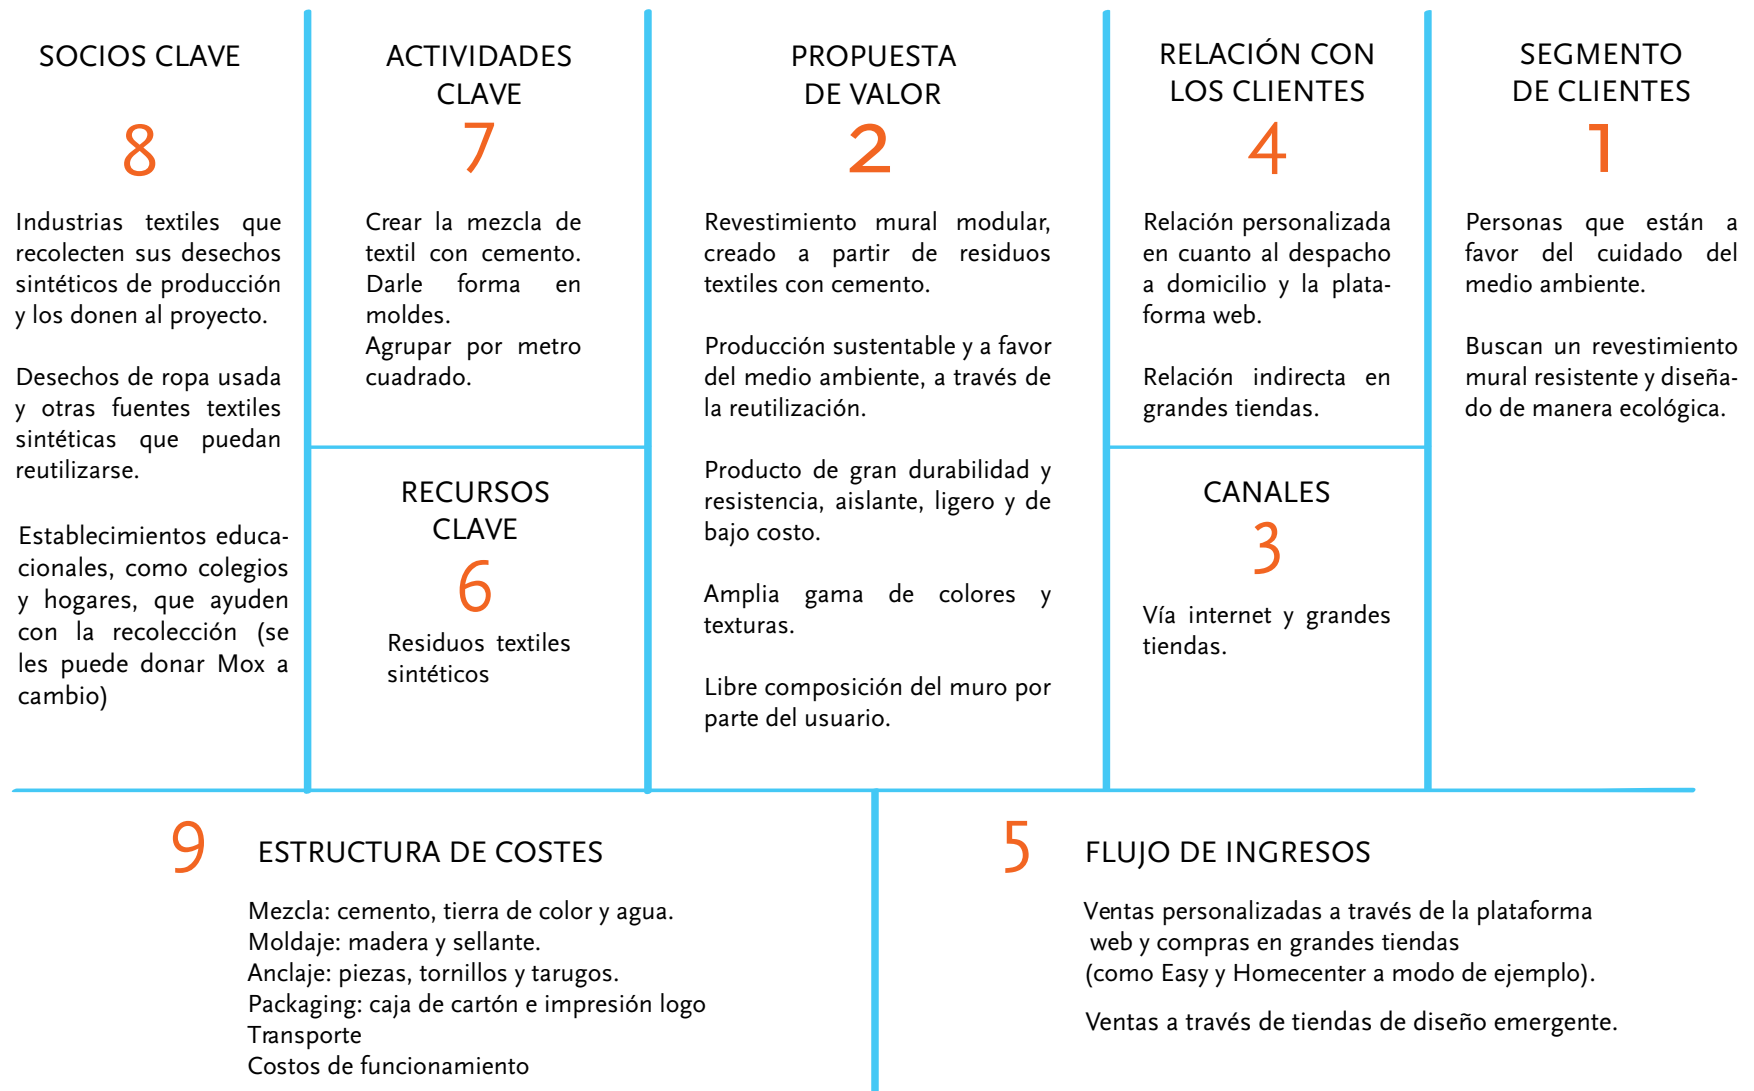 SOCIOS CLAVE
8
Industrias textiles que
recolecten sus desechos
sintéticos de producción
y los donen al proyecto.
Desechos de ropa usada
y otras fuentes textiles
sintéticas que puedan
reutilizarse.
Establecimientos educa-
cionales, como colegios
y hogares, que ayuden
con la recolección (se
les puede donar Mox a
cambio)
ACTIVIDADES
CLAVE
7
Crear la mezcla de
textil con cemento.
Darle forma en
moldes.
Agrupar por metro
cuadrado.
RECURSOS
CLAVE
6
Residuos textiles
sintéticos
PROPUESTA
DE VALOR
2
Revestimiento mural modular,
creado a partir de residuos
textiles con cemento.
Producción sustentable y a favor
del medio ambiente, a través de
la reutilización.
Producto de gran durabilidad y
resistencia, aislante, ligero y de
bajo costo.
Amplia gama de colores y
texturas.
Libre composición del muro por
parte del usuario.
RELACIÓN CON
LOS CLIENTES
4
Relación personalizada
en cuanto al despacho
a domicilio y la plata-
forma web.
Relación indirecta en
grandes tiendas.
CANALES
3
Vía internet y grandes
tiendas.
SEGMENTO
DE CLIENTES
1
Personas que están a
favor del cuidado del
medio ambiente.
Buscan un revestimiento
mural resistente y diseña-
do de manera ecológica.
9 ESTRUCTURA DE COSTES
Mezcla: cemento, tierra de color y agua.
Moldaje: madera y sellante.
Anclaje: piezas, tornillos y tarugos.
Packaging: caja de cartón e impresión logo
Transporte
Costos de funcionamiento
5 FLUJO DE INGRESOS
Ventas personalizadas a través de la plataforma
web y compras en grandes tiendas
(como Easy y Homecenter a modo de ejemplo).
Ventas a través de tiendas de diseño emergente.